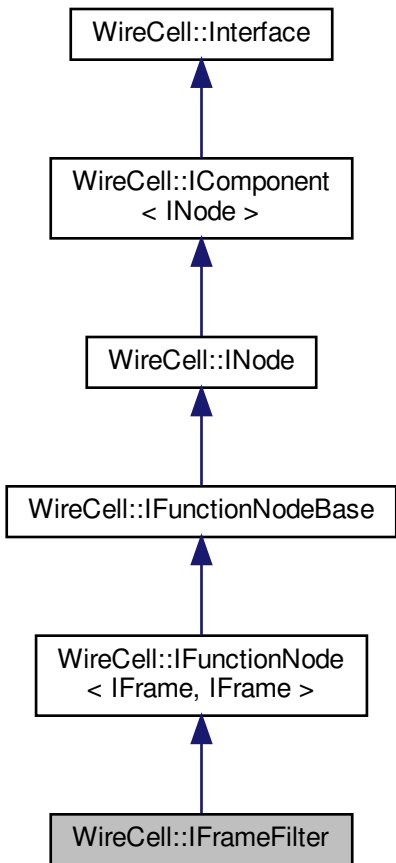 WireCell::Interface
WireCell::IComponent
< INode >
WireCell::INode
WireCell::IFunctionNodeBase
WireCell::IFunctionNode
< IFrame, IFrame >
WireCell::IFrameFilter